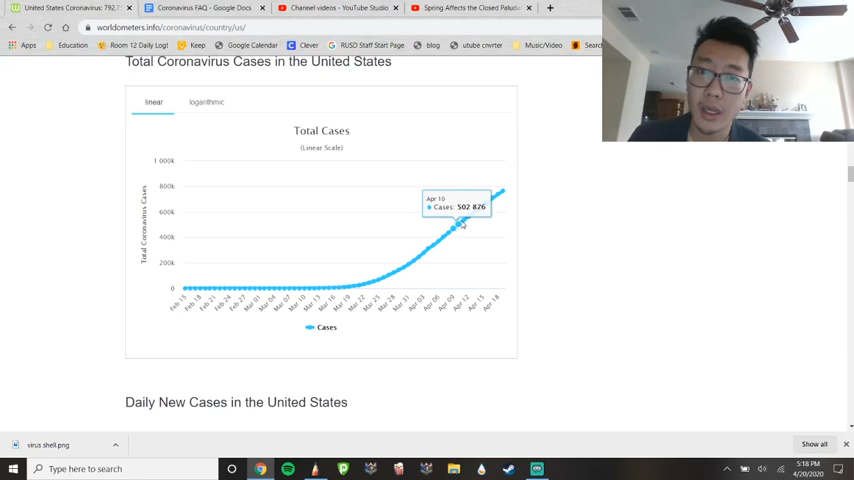 United States Coronavirus: 792,7
Coronavirus FAQ - Google Docs
Channel videos - YouTube Studio
Spring Affects the Closed Palud
worldometers.info/coronavirus/country/us/
Apps
Education
Room 12 Daily Log!
Keep
Calendar
Clever
RUSD Staff Start Page
blog
utube cnvrter
Music/Video
Search
Total Coronavirus Cases in the United States
linear
logarithmic
Total Cases
(Linear Scale)
Total Coronavirus Cases
1 000k
800k
600k
400k
200k
0
Apr 10
Cases: 502 876
Feb 15
Feb 18
Feb 21
Feb 24
Feb 27
Mar 01
Mar 04
Mar 07
Mar 10
Mar 13
Mar 16
Mar 19
Mar 22
Mar 25
Mar 28
Mar 31
Apr 03
Apr 06
Apr 09
Apr 12
Apr 15
Apr 18
Cases
Daily New Cases in the United States
virus shell.png
Show all
Type here to search
5:18 PM
4/20/2020